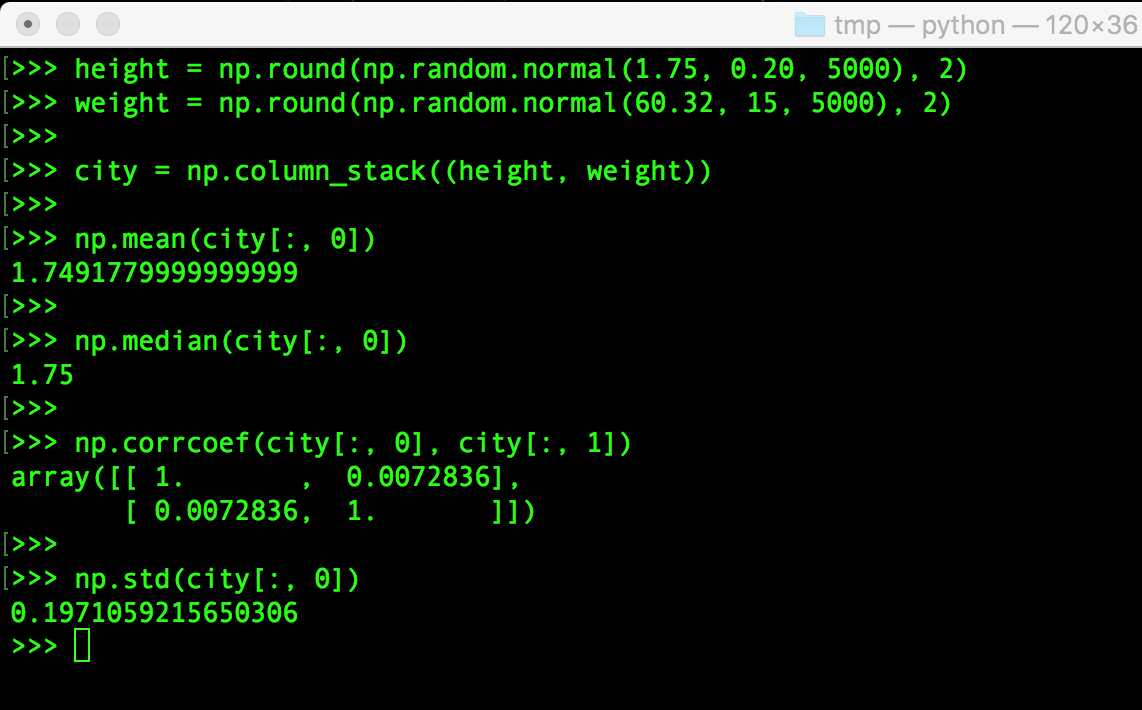 tmp — python — 120×36
[>>> height = np.round(np.random.normal(1.75, 0.20, 5000), 2)
[>>> weight = np.round(np.random.normal(60.32, 15, 5000), 2)
[>>>
[>>> city = np.column_stack((height, weight))
[>>>
[>>> np.mean(city[:, 0])
1.7491779999999999
[>>>
[>>> np.median(city[:, 0])
1.75
[>>>
[>>> np.corrcoef(city[:, 0], city[:, 1])
array([[ 1.       ,  0.0072836],
       [ 0.0072836,  1.       ]])
[>>>
[>>> np.std(city[:, 0])
0.1971059215650306
>>>